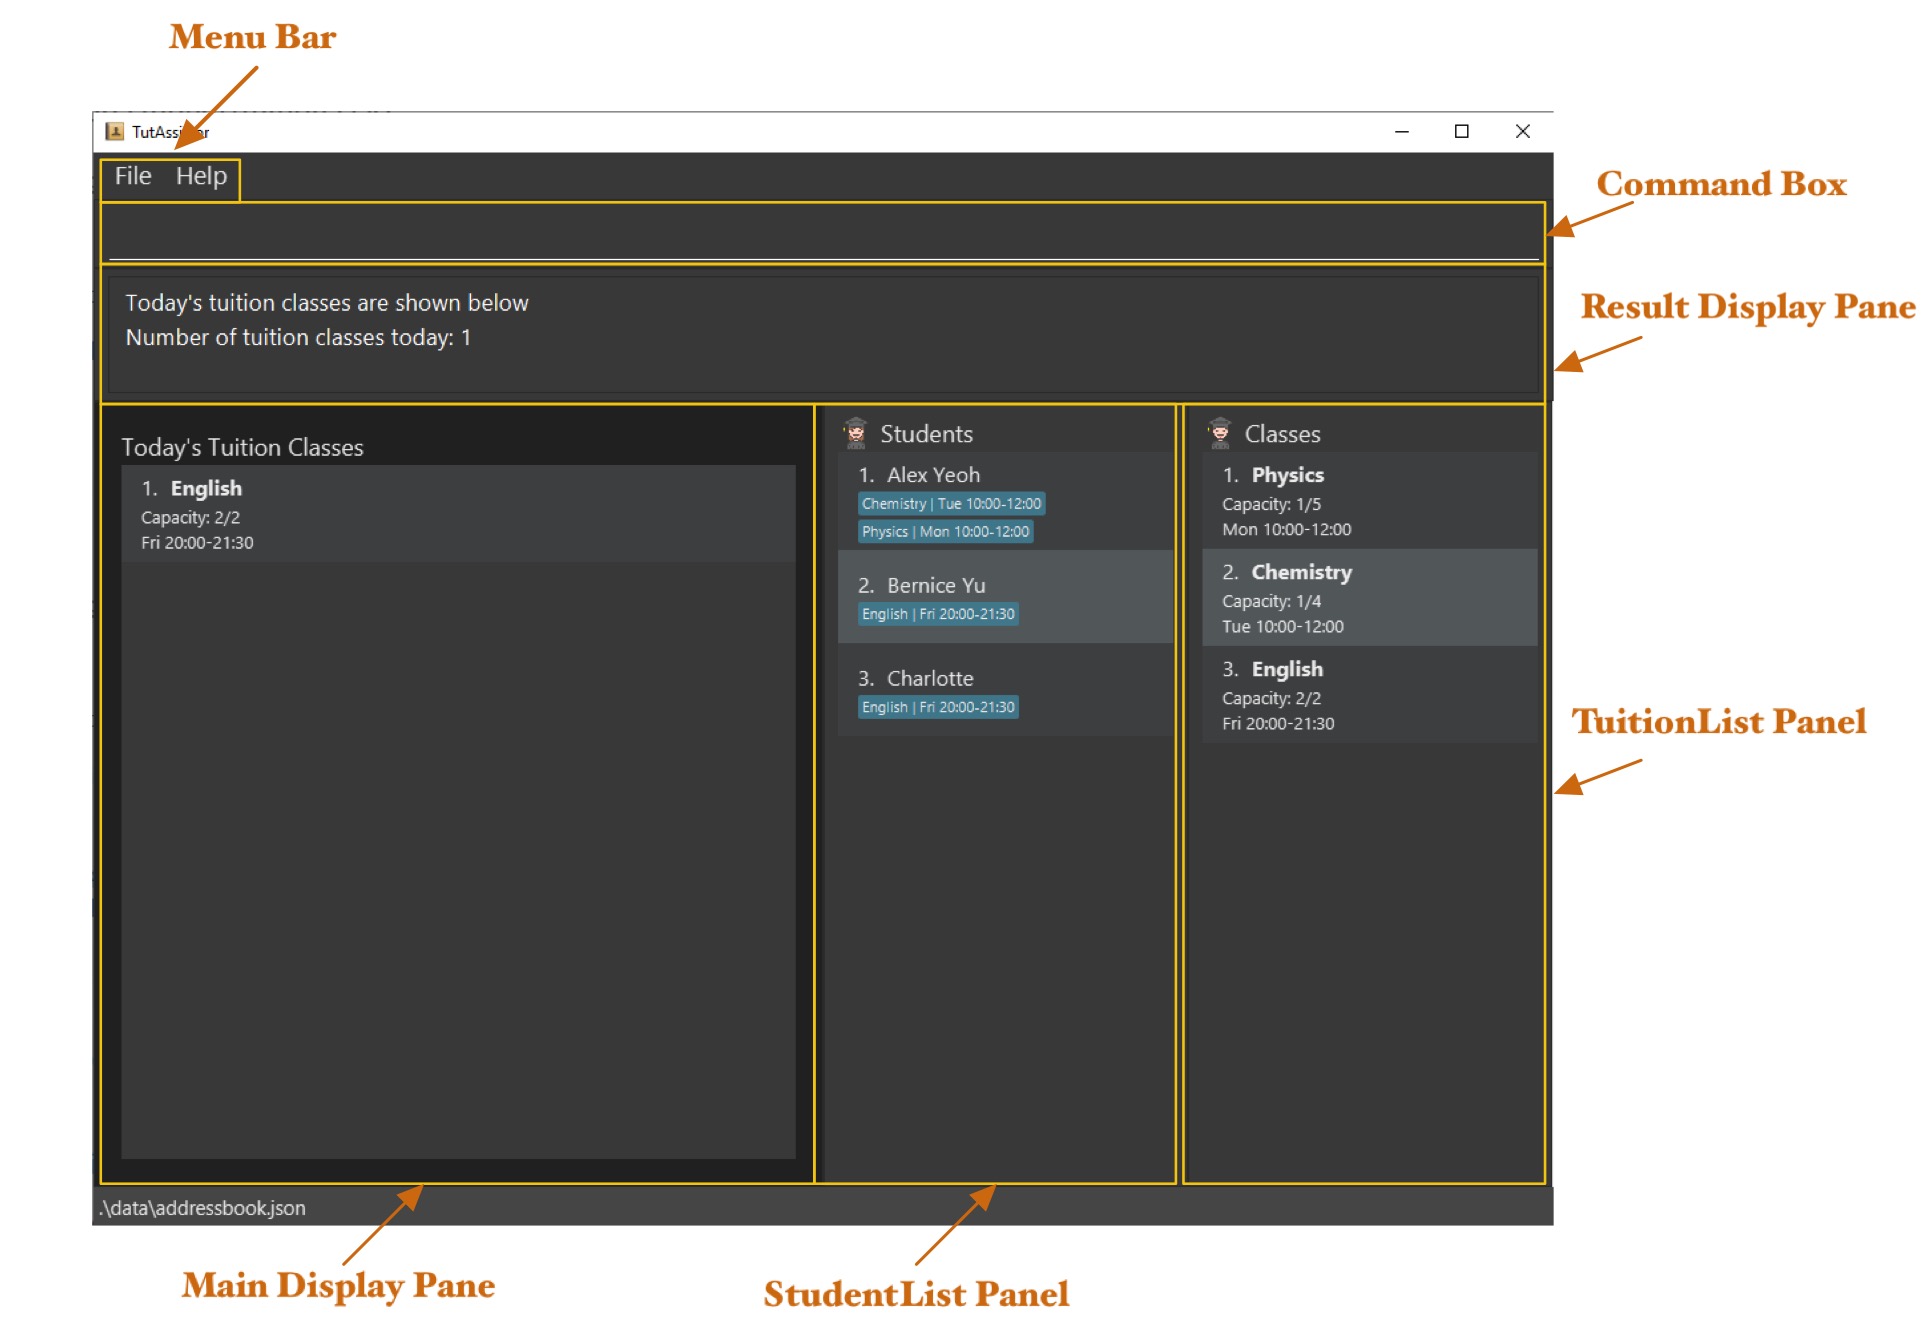 Menu Bar
TutAssistor
File Help
Command Box
Today's tuition classes are shown below
Number of tuition classes today: 1
Result Display Pane
Today's Tuition Classes
1. English
Capacity: 2/2
Fri 20:00-21:30
Students
1. Alex Yeoh
Chemistry | Tue 10:00-12:00
Physics | Mon 10:00-12:00
2. Bernice Yu
English | Fri 20:00-21:30
3. Charlotte
English | Fri 20:00-21:30
Classes
1. Physics
Capacity: 1/5
Mon 10:00-12:00
2. Chemistry
Capacity: 1/4
Tue 10:00-12:00
3. English
Capacity: 2/2
Fri 20:00-21:30
TuitionList Panel
.\data\addressbook.json
Main Display Pane
StudentList Panel